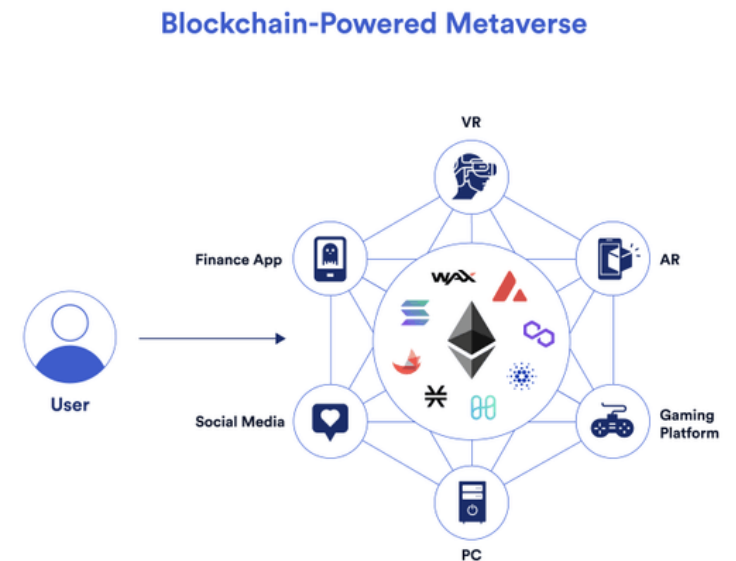 Blockchain-Powered Metaverse
VR
Finance App
AR
WAX
User
Social Media
Gaming
Platform
PC